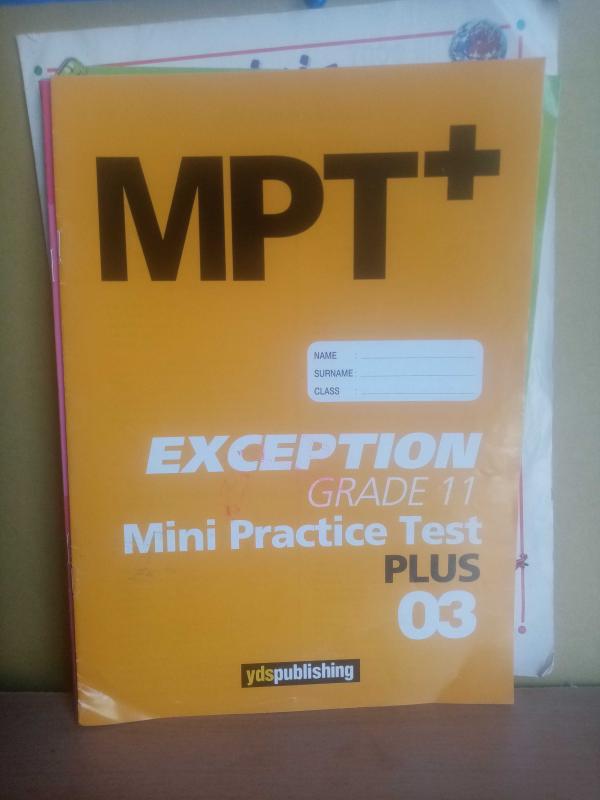 MPT+
NAME :
SURNAME :
CLASS :
EXCEPTION
GRADE 11
Mini Practice Test
PLUS
03
ydspublishing